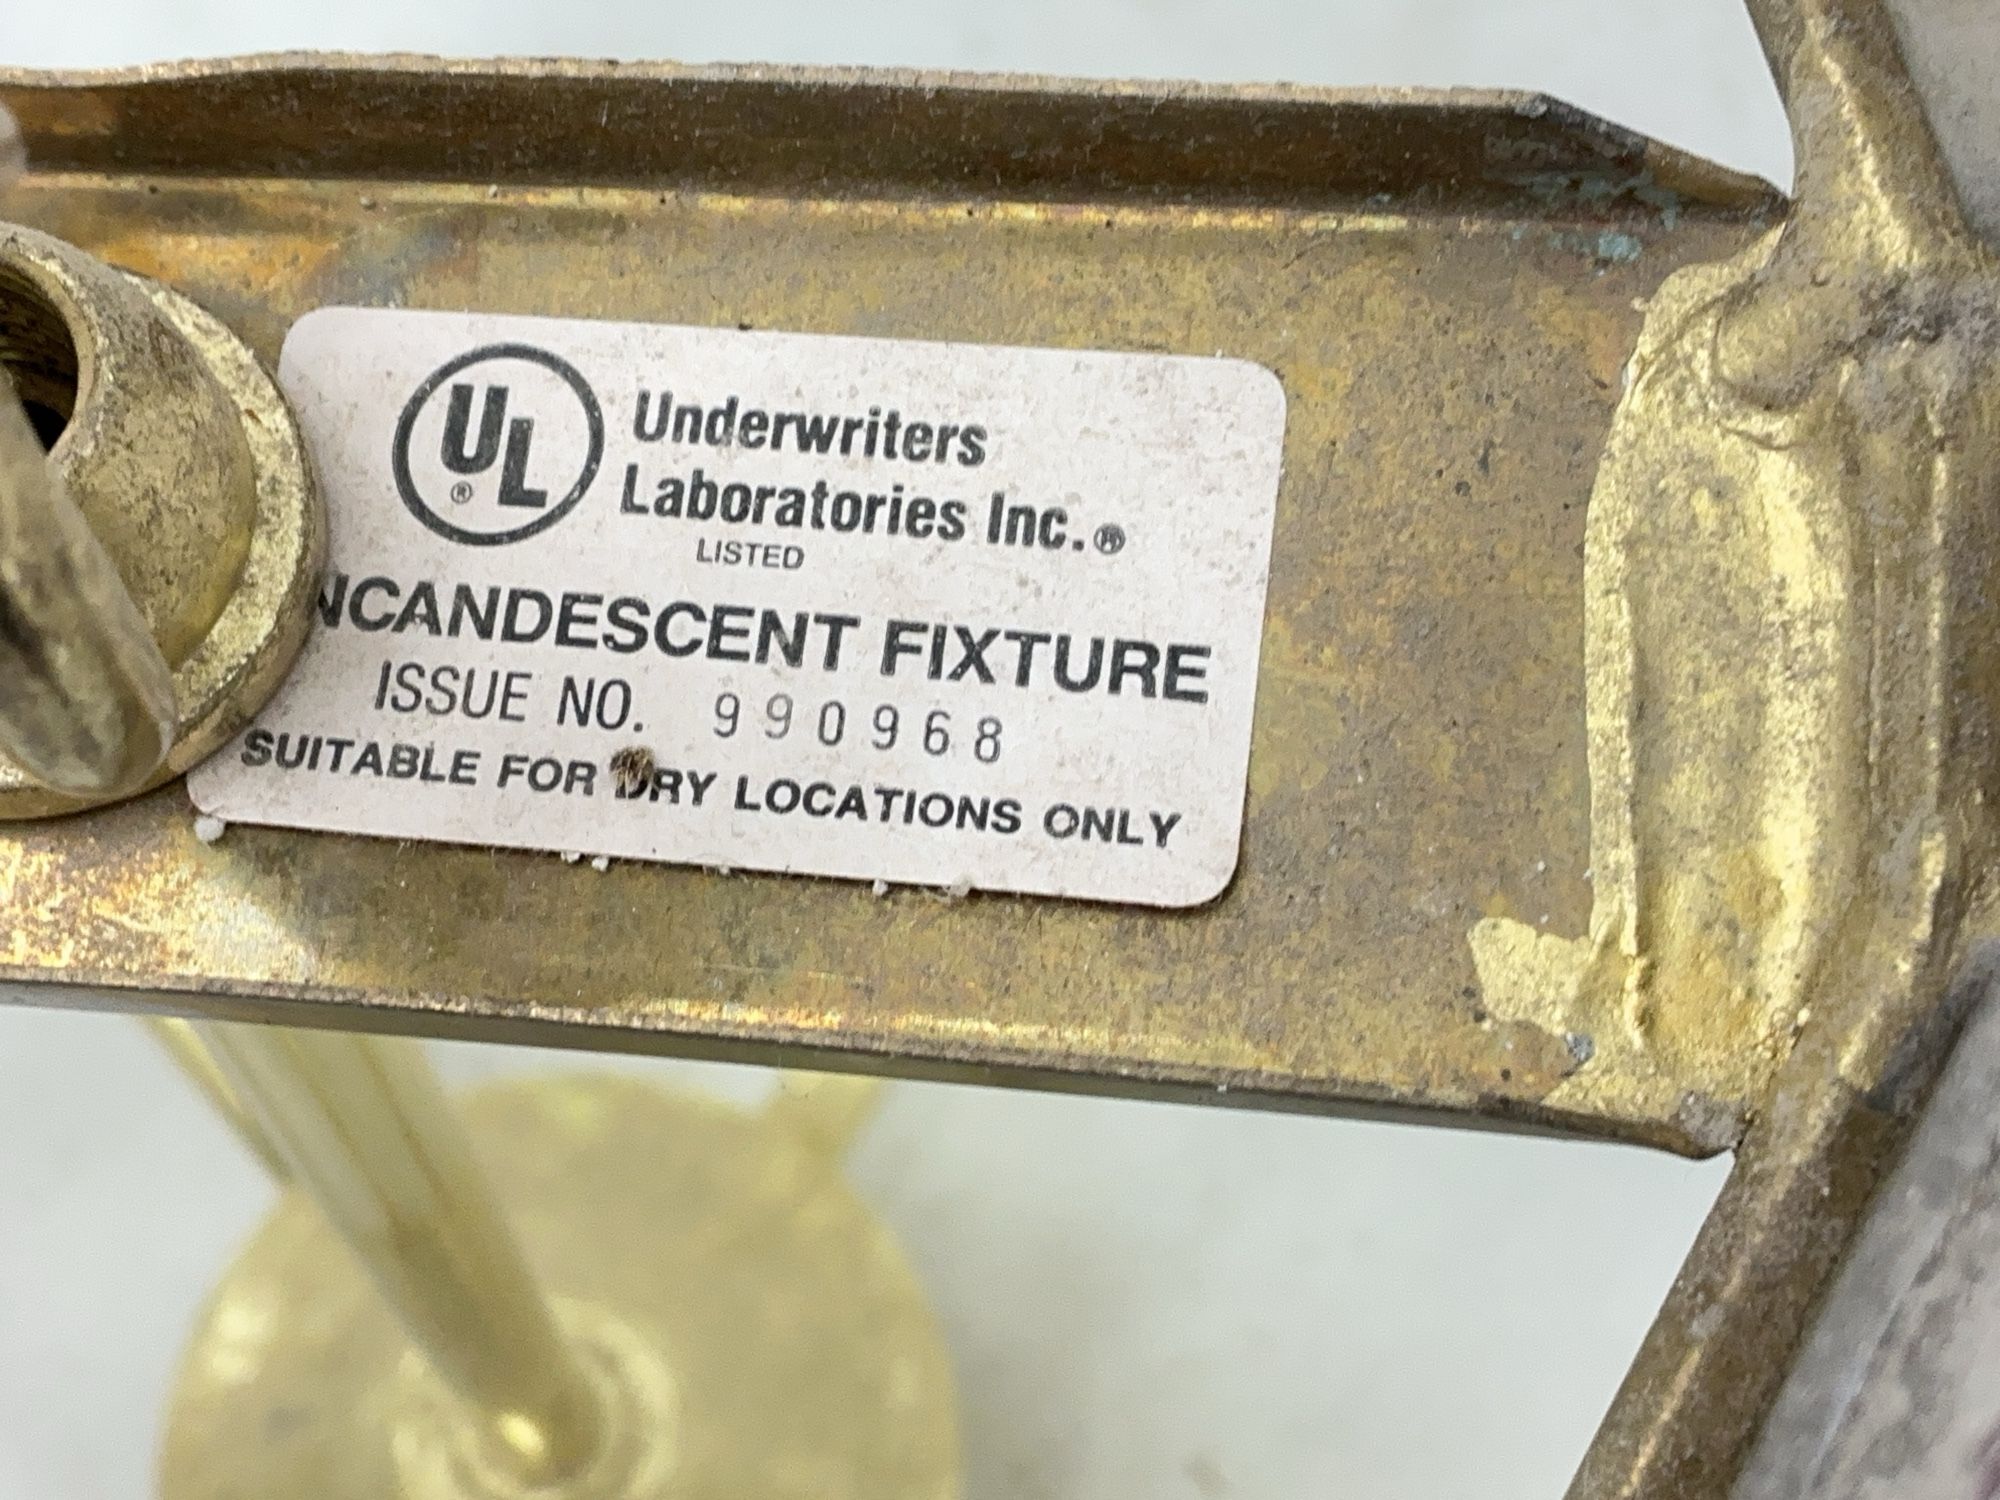 UL® Underwriters
Laboratories Inc.®
LISTED
NCANDESCENT FIXTURE
ISSUE NO. 990968
SUITABLE FOR DRY LOCATIONS ONLY